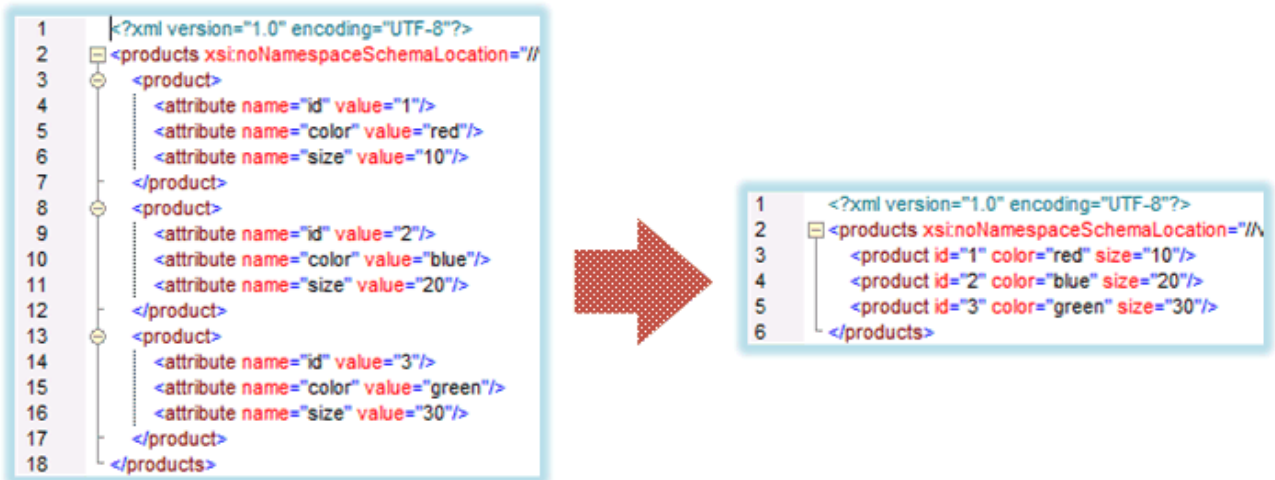 1 <?xml version="1.0" encoding="UTF-8"?>
2 <products xsi:noNamespaceSchemaLocation="//
3 <product>
4 <attribute name="id" value="1"/>
5 <attribute name="color" value="red"/>
6 <attribute name="size" value="10"/>
7 </product>
8 <product>
9 <attribute name="id" value="2"/>
10 <attribute name="color" value="blue"/>
11 <attribute name="size" value="20"/>
12 </product>
13 <product>
14 <attribute name="id" value="3"/>
15 <attribute name="color" value="green"/>
16 <attribute name="size" value="30"/>
17 </product>
18 </products>
1 <?xml version="1.0" encoding="UTF-8"?>
2 <products xsi:noNamespaceSchemaLocation="//
3 <product id="1" color="red" size="10"/>
4 <product id="2" color="blue" size="20"/>
5 <product id="3" color="green" size="30"/>
6 </products>